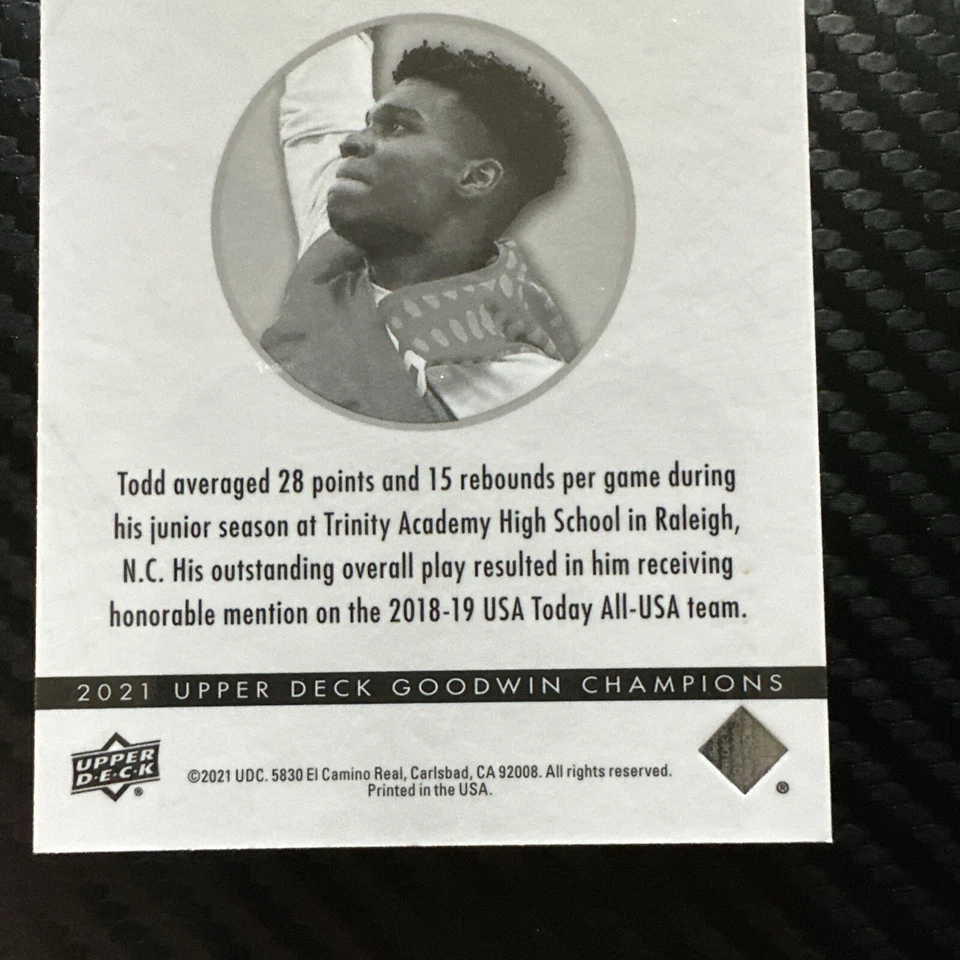 Todd averaged 28 points and 15 rebounds per game during
his junior season at Trinity Academy High School in Raleigh,
N.C. His outstanding overall play resulted in him receiving
honorable mention on the 2018-19 USA Today All-USA team.
2021 UPPER DECK GOODWIN CHAMPIONS
UPPER
D·E·C·K
®
©2021 UDC. 5830 El Camino Real, Carlsbad, CA 92008. All rights reserved.
Printed in the USA.
®